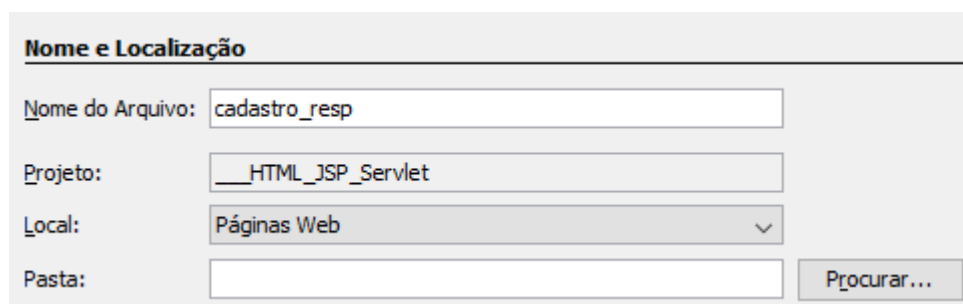 Nome e Localização
Nome do Arquivo: cadastro_resp
Projeto: ___HTML_JSP_Servlet
Local: Páginas Web
Pasta: Procurar...